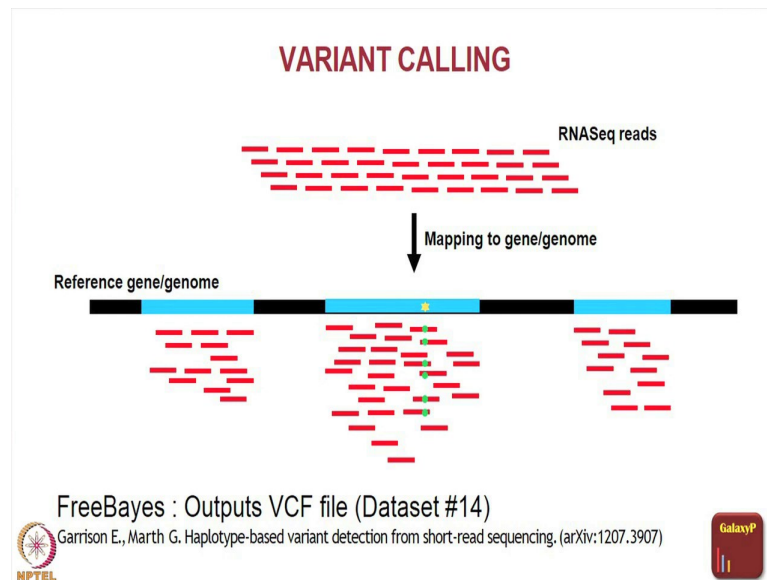 VARIANT CALLING
RNASeq reads
Mapping to gene/genome
Reference gene/genome
FreeBayes : Outputs VCF file (Dataset #14)
Garrison E., Marth G. Haplotype-based variant detection from short-read sequencing. (arXiv:1207.3907)
GalaxyP
NPTEL